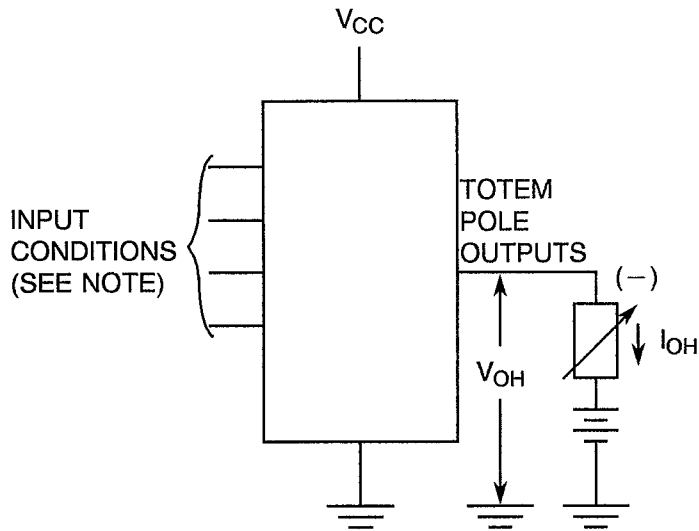 VCC
INPUT
CONDITIONS
(SEE NOTE)
TOTEM
POLE
OUTPUTS
(−)
IOH
VOH